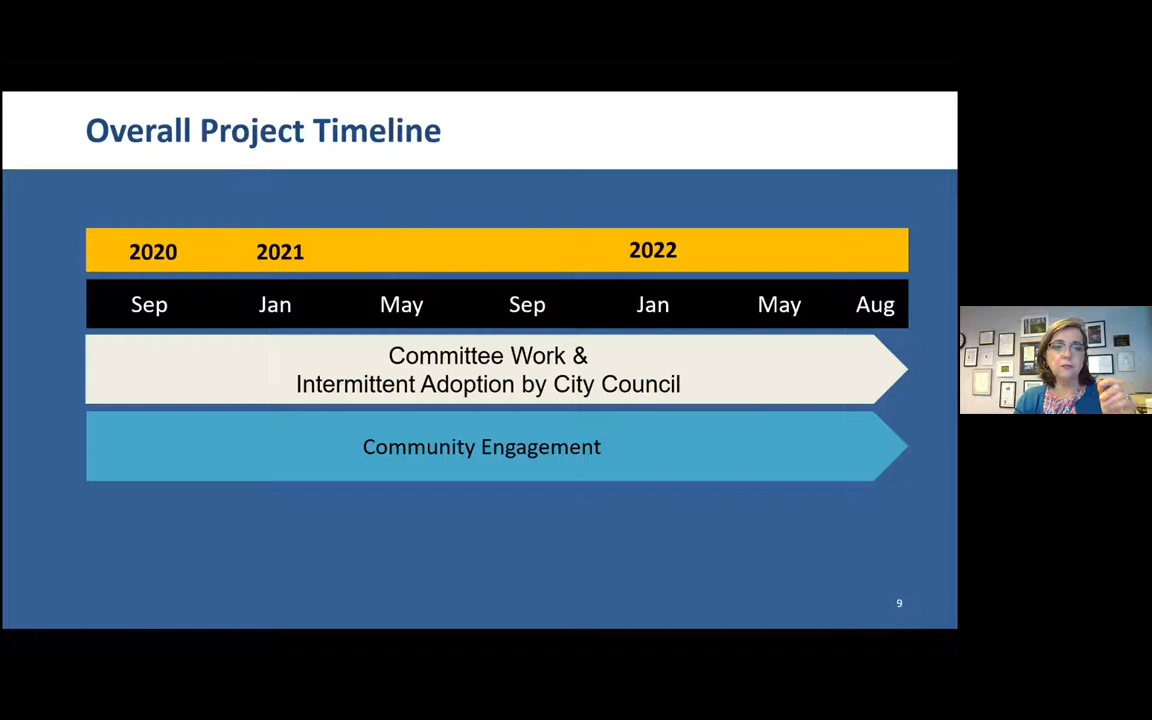 Overall Project Timeline
2020 2021 2022
Sep Jan May Sep Jan May Aug
Committee Work &
Intermittent Adoption by City Council
Community Engagement
9